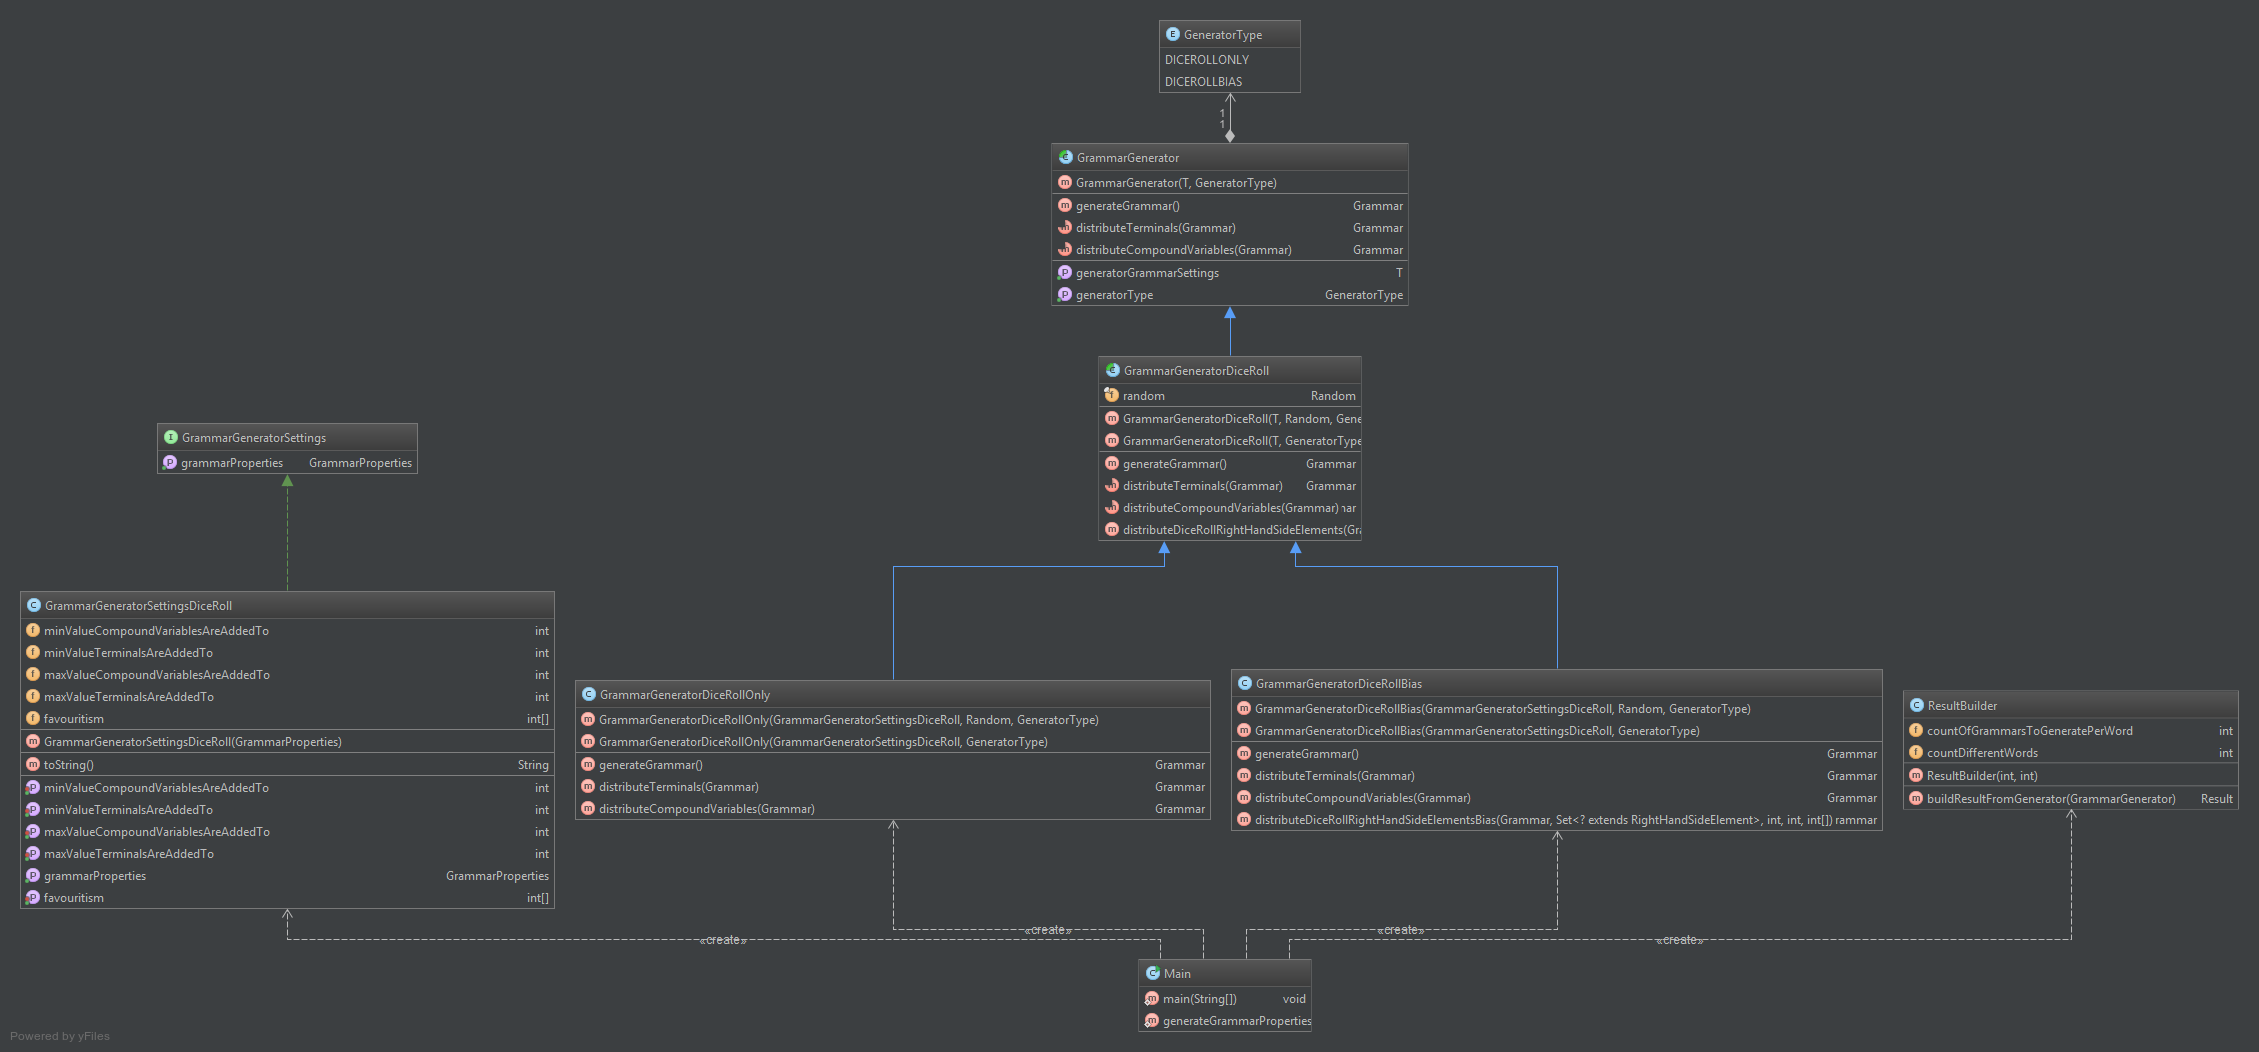 GeneratorType
DICEROLLONLY
DICEROLLBIAS
1
1
GrammarGenerator
GrammarGenerator(T, GeneratorType)
generateGrammar() Grammar
distributeTerminals(Grammar) Grammar
distributeCompoundVariables(Grammar) Grammar
generatorGrammarSettings T
generatorType GeneratorType
GrammarGeneratorDiceRoll
random Random
GrammarGeneratorDiceRoll(T, Random, Gene
GrammarGeneratorDiceRoll(T, GeneratorType
generateGrammar() Grammar
distributeTerminals(Grammar) Grammar
distributeCompoundVariables(Grammar) nar
distributeDiceRollRightHandSideElements(Gra
GrammarGeneratorSettings
grammarProperties GrammarProperties
GrammarGeneratorSettingsDiceRoll
minValueCompoundVariablesAreAddedTo int
minValueTerminalsAreAddedTo int
maxValueCompoundVariablesAreAddedTo int
maxValueTerminalsAreAddedTo int
favouritism int[]
GrammarGeneratorSettingsDiceRoll(GrammarProperties)
toString() String
minValueCompoundVariablesAreAddedTo int
minValueTerminalsAreAddedTo int
maxValueCompoundVariablesAreAddedTo int
maxValueTerminalsAreAddedTo int
grammarProperties GrammarProperties
favouritism int[]
GrammarGeneratorDiceRollOnly
GrammarGeneratorDiceRollOnly(GrammarGeneratorSettingsDiceRoll, Random, GeneratorType)
GrammarGeneratorDiceRollOnly(GrammarGeneratorSettingsDiceRoll, GeneratorType)
generateGrammar() Grammar
distributeTerminals(Grammar) Grammar
distributeCompoundVariables(Grammar) Grammar
GrammarGeneratorDiceRollBias
GrammarGeneratorDiceRollBias(GrammarGeneratorSettingsDiceRoll, Random, GeneratorType)
GrammarGeneratorDiceRollBias(GrammarGeneratorSettingsDiceRoll, GeneratorType)
generateGrammar() Grammar
distributeTerminals(Grammar) Grammar
distributeCompoundVariables(Grammar) Grammar
distributeDiceRollRightHandSideElementsBias(Grammar, Set<? extends RightHandSideElement>, int, int, int[]) rammar
ResultBuilder
countOfGrammarsToGeneratePerWord int
countDifferentWords int
ResultBuilder(int, int)
buildResultFromGenerator(GrammarGenerator) Result
«create»
«create»
«create»
«create»
Main
main(String[]) void
generateGrammarProperties
Powered by yFiles